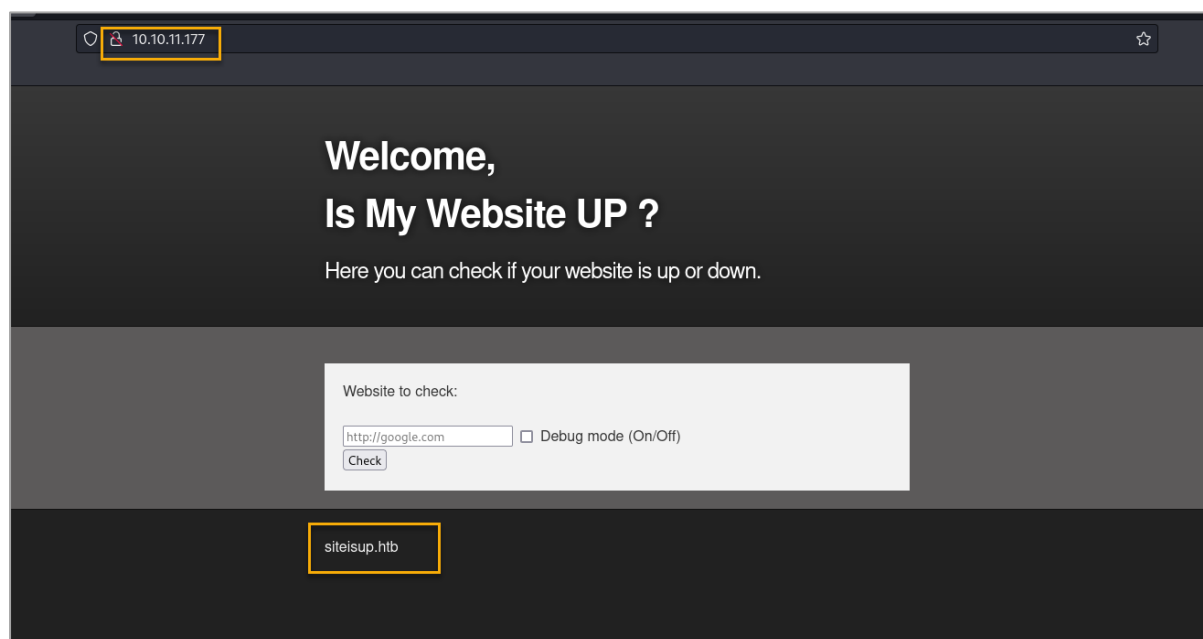 10.10.11.177
Welcome,
Is My Website UP ?
Here you can check if your website is up or down.
Website to check:
http://google.com Debug mode (On/Off)
Check
siteisup.htb